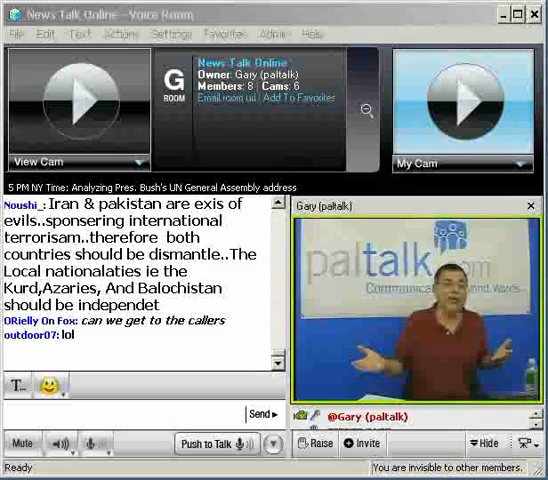 News Talk Online - Voice Room
File Edit Text Actions Settings Favorites Admin Help
News Talk Online
Owner: Gary (paltalk)
Members: 8 | Cams: 6
Email room url | Add To Favorites
G
ROOM
View Cam
My Cam
5 PM NY Time: Analyzing Pres. Bush's UN General Assembly address
Noushi_: Iran & pakistan are exis of
evils..sponsering international
terrorisam..therefore both
countries should be dismantle..The
Local nationalaties ie the
Kurd,Azaries, And Balochistan
should be independet
ORielly On Fox: can we get to the callers
outdoor07: lol
Gary (paltalk)
paltalk.com
Communicate Beyond Words...
T...
Send
@Gary (paltalk)
Mute
Push to Talk
Raise
Invite
Hide
Ready
You are invisible to other members.